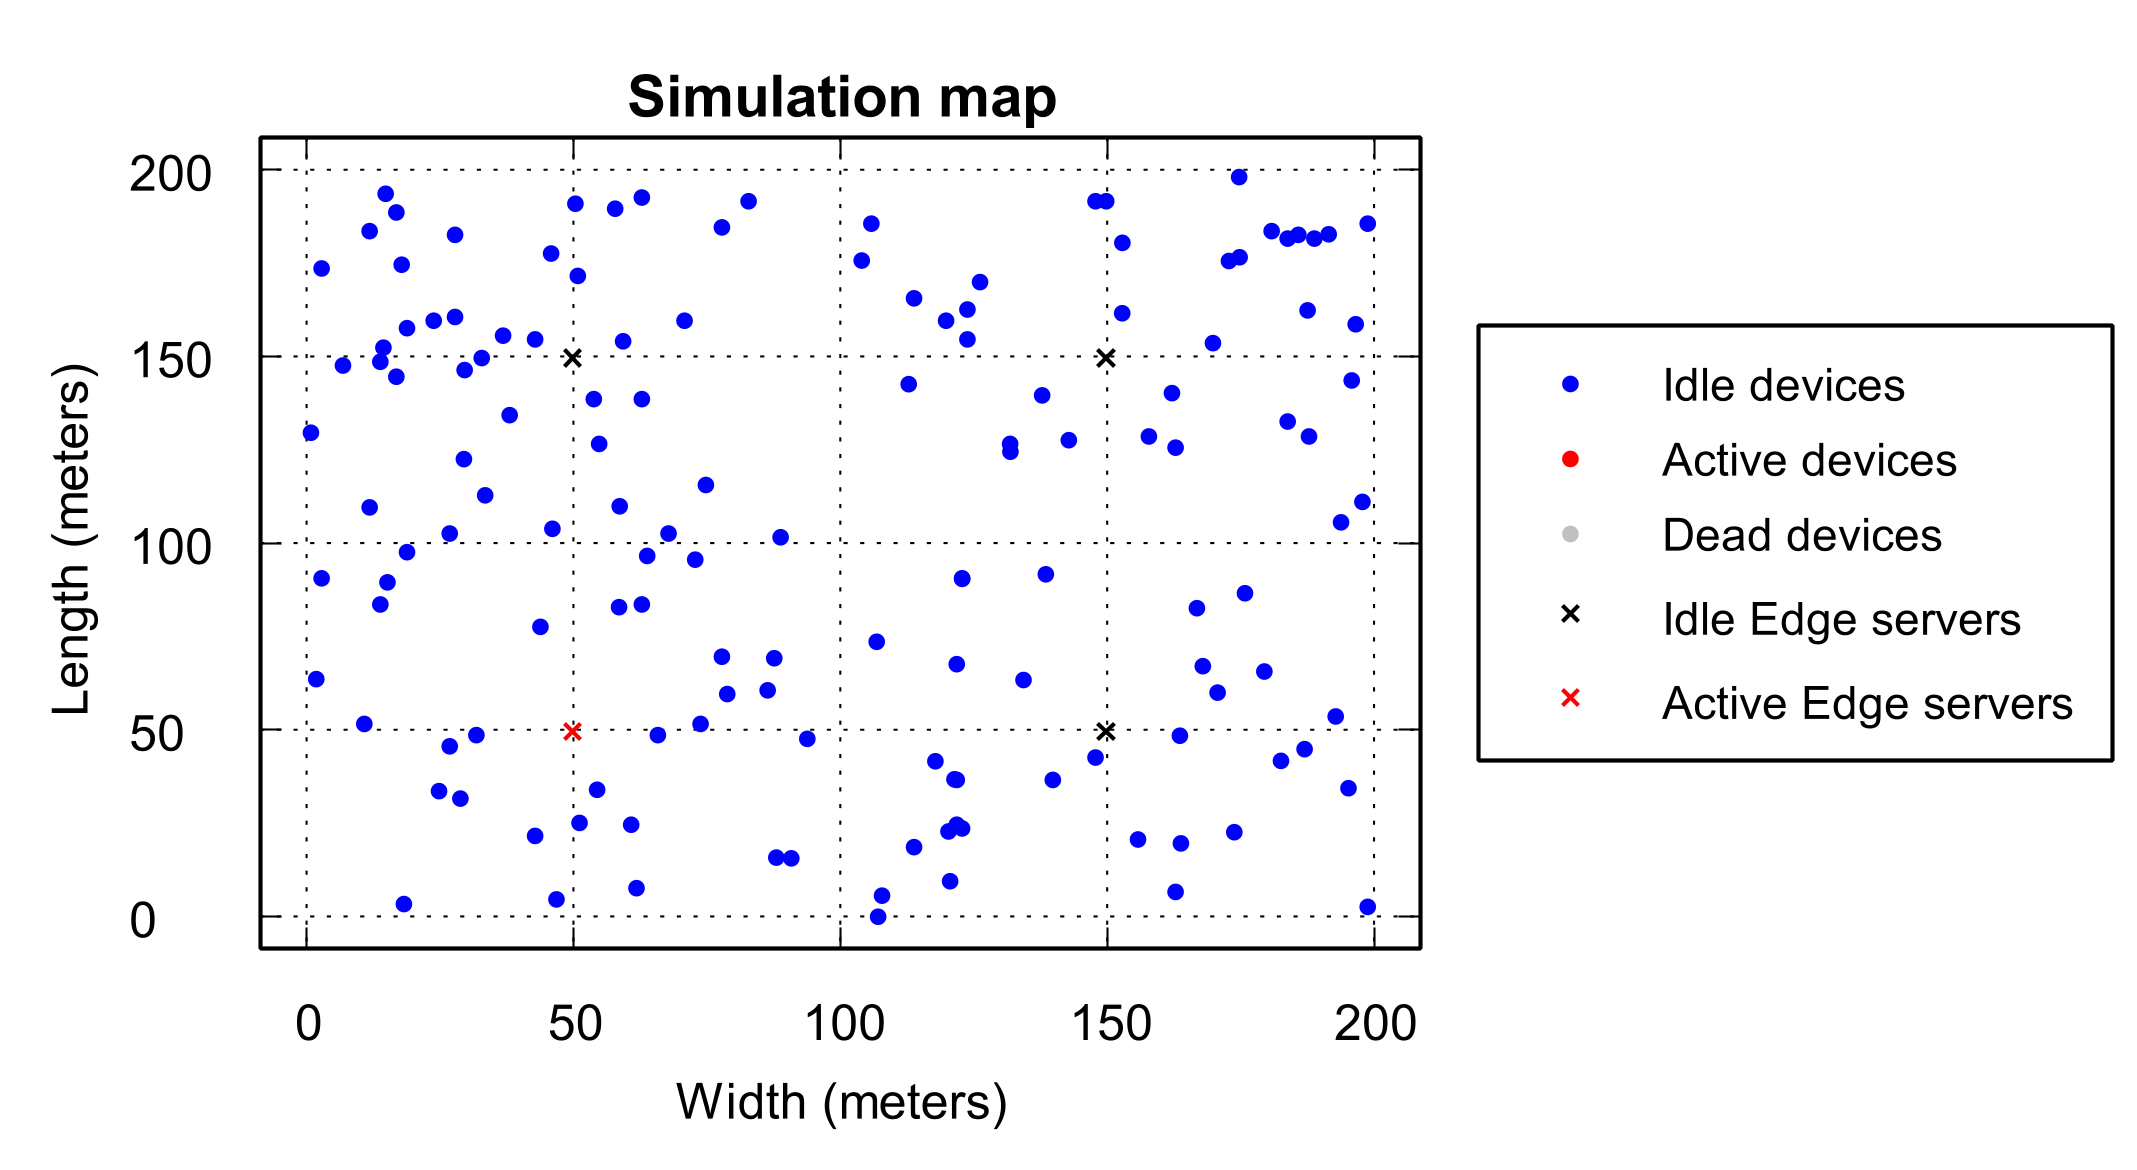 Simulation map
200
150
100
50
0
Length (meters)
0 50 100 150 200
Width (meters)
Idle devices
Active devices
Dead devices
Idle Edge servers
Active Edge servers